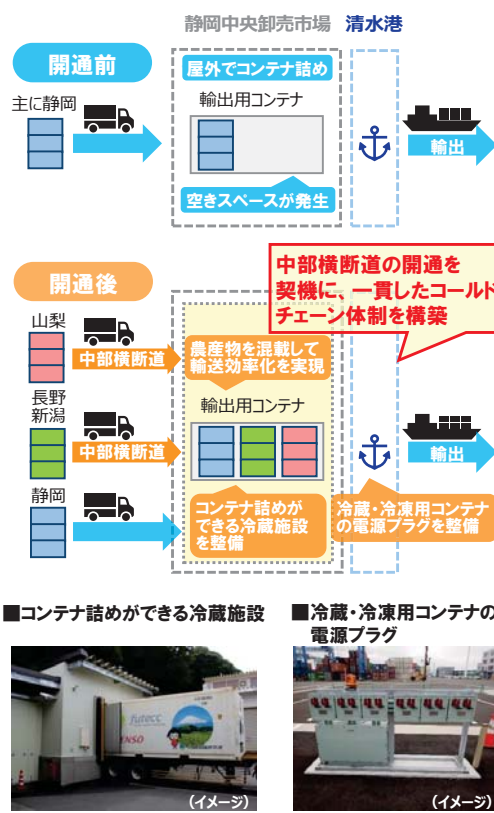 静岡中央卸売市場 清水港
開通前
屋外でコンテナ詰め
主に静岡
輸出用コンテナ
輸出
空きスペースが発生
中部横断道の開通を
契機に、一貫したコールド
チェーン体制を構築
開通後
山梨
中部横断道
農産物を混載して
輸送効率化を実現
長野
新潟
輸出用コンテナ
中部横断道
輸出
静岡
コンテナ詰めが
できる冷蔵施設
を整備
冷蔵・冷凍用コンテナ
の電源プラグを整備
■コンテナ詰めができる冷蔵施設
■冷蔵・冷凍用コンテナの
電源プラグ
futecc
DENSO
(イメージ)
(イメージ)